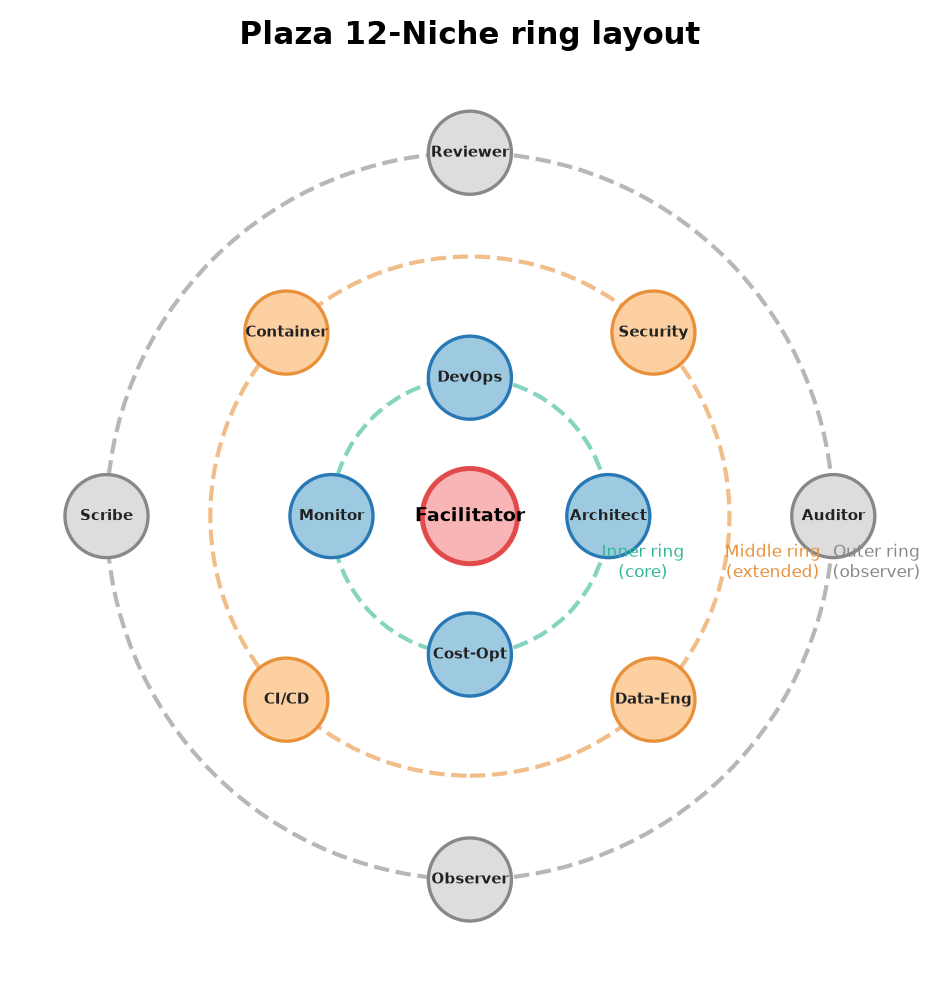 Plaza 12-Niche ring layout
Reviewer
Container
Security
DevOps
Scribe
Monitor
Facilitator
Architect
Auditor
Inner ring
(core)
Middle ring
(extended)
Outer ring
(observer)
Cost-Opt
CI/CD
Data-Eng
Observer